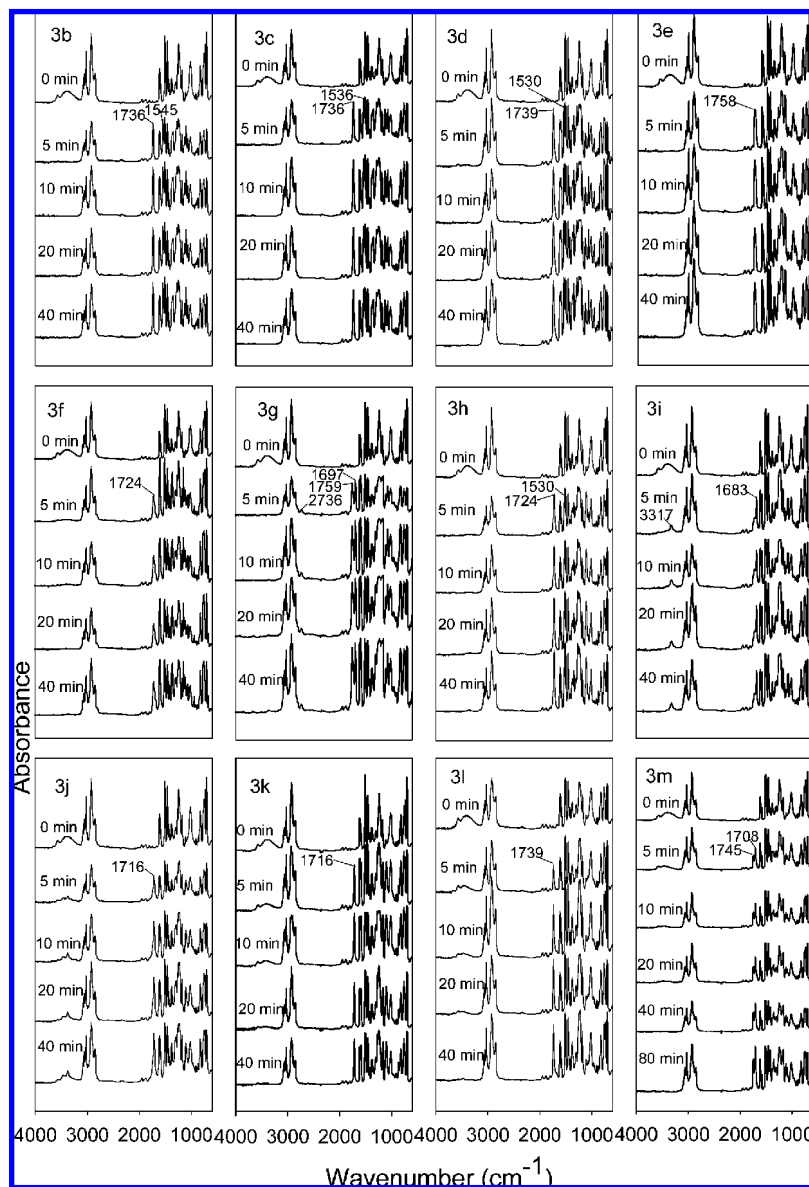 3b
0 min
1736 1545
5 min
10 min
20 min
40 min
3c
0 min
1536
1736
5 min
10 min
20 min
40 min
3d
0 min
1530
1739
5 min
10 min
20 min
40 min
3e
0 min
1758
5 min
10 min
20 min
40 min
3f
0 min
1724
5 min
10 min
20 min
40 min
3g
0 min
1697
1759
5 min 2736
10 min
20 min
40 min
3h
0 min
1530
1724
5 min
10 min
20 min
40 min
3i
0 min
5 min 1683
3317
10 min
20 min
40 min
Absorbance
3j
0 min
1716
5 min
10 min
20 min
40 min
3k
0 min
1716
5 min
10 min
20 min
40 min
3l
0 min
1739
5 min
10 min
20 min
40 min
3m
0 min
1708
5 min 1745
10 min
20 min
40 min
80 min
4000 3000 2000 1000 4000 3000 2000 1000 4000 3000 2000 1000 4000 3000 2000 1000
Wavenumber (cm⁻¹)